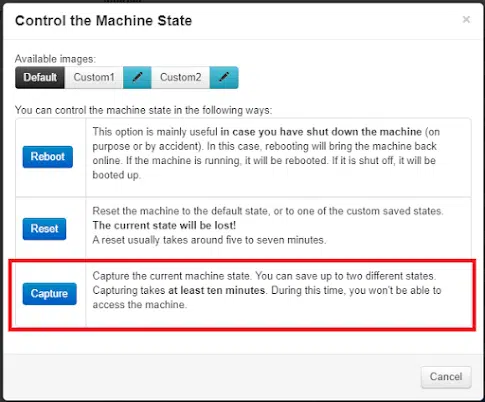 Control the Machine State ×
Available images:
Default Custom1 Custom2
You can control the machine state in the following ways:
Reboot
This option is mainly useful in case you have shut down the machine (on
purpose or by accident). In this case, rebooting will bring the machine back
online. If the machine is running, it will be rebooted. If it is shut off, it will be
booted up.
Reset
Reset the machine to the default state, or to one of the custom saved states.
The current state will be lost!
A reset usually takes around five to seven minutes.
Capture
Capture the current machine state. You can save up to two different states.
Capturing takes at least ten minutes. During this time, you won't be able to
access the machine.
Cancel